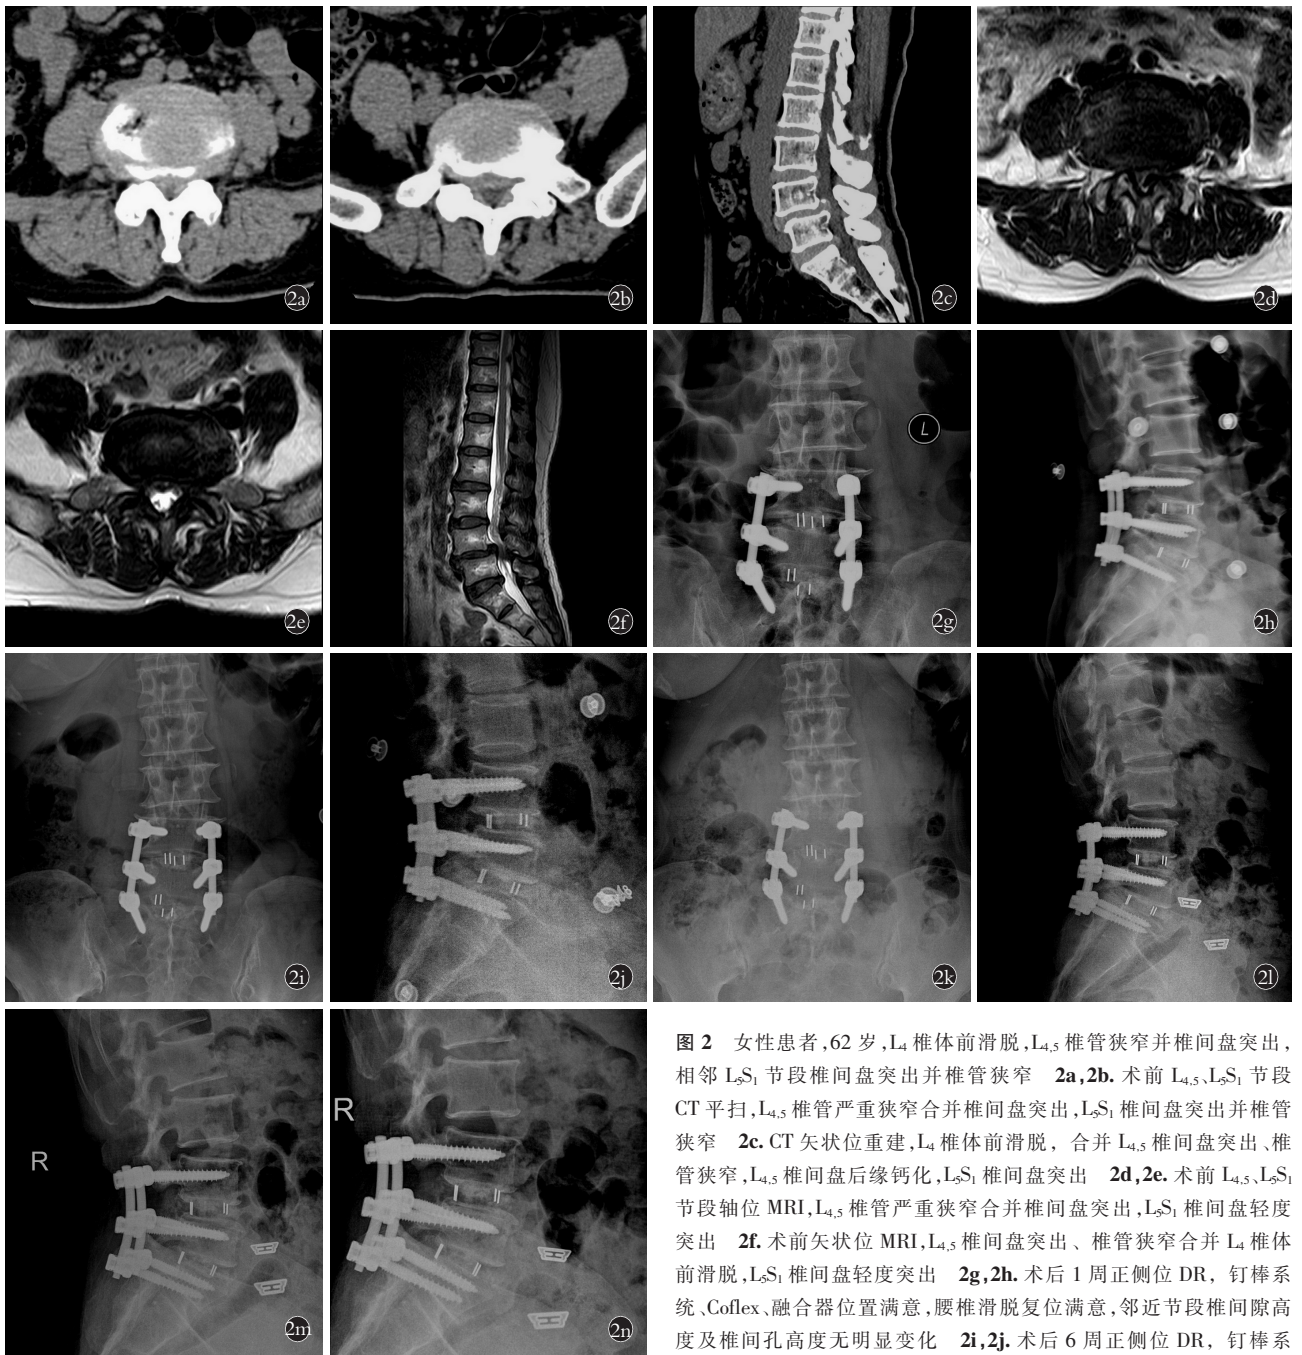 2a
2b
2c
2d
2e
2f
L
2g
2h
2i
2j
2k
2l
R
2m
R
2n
图 2 女性患者,62 岁,L₄ 椎体前滑脱,L₄,₅ 椎管狭窄并椎间盘突出,
相邻 L₅S₁ 节段椎间盘突出并椎管狭窄 2a,2b. 术前 L₄,₅、L₅S₁ 节段
CT 平扫,L₄,₅ 椎管严重狭窄合并椎间盘突出,L₅S₁ 椎间盘突出并椎管
狭窄 2c. CT 矢状位重建,L₄ 椎体前滑脱, 合并 L₄,₅ 椎间盘突出、椎
管狭窄,L₄,₅ 椎间盘后缘钙化,L₅S₁ 椎间盘突出 2d,2e. 术前 L₄,₅、L₅S₁
节段轴位 MRI,L₄,₅ 椎管严重狭窄合并椎间盘突出,L₅S₁ 椎间盘轻度
突出 2f. 术前矢状位 MRI,L₄,₅ 椎间盘突出、椎管狭窄合并 L₄ 椎体
前滑脱,L₅S₁ 椎间盘轻度突出 2g,2h. 术后 1 周正侧位 DR, 钉棒系
统、Coflex、融合器位置满意,腰椎滑脱复位满意,邻近节段椎间隙高
度及椎间孔高度无明显变化 2i,2j. 术后 6 周正侧位 DR, 钉棒系